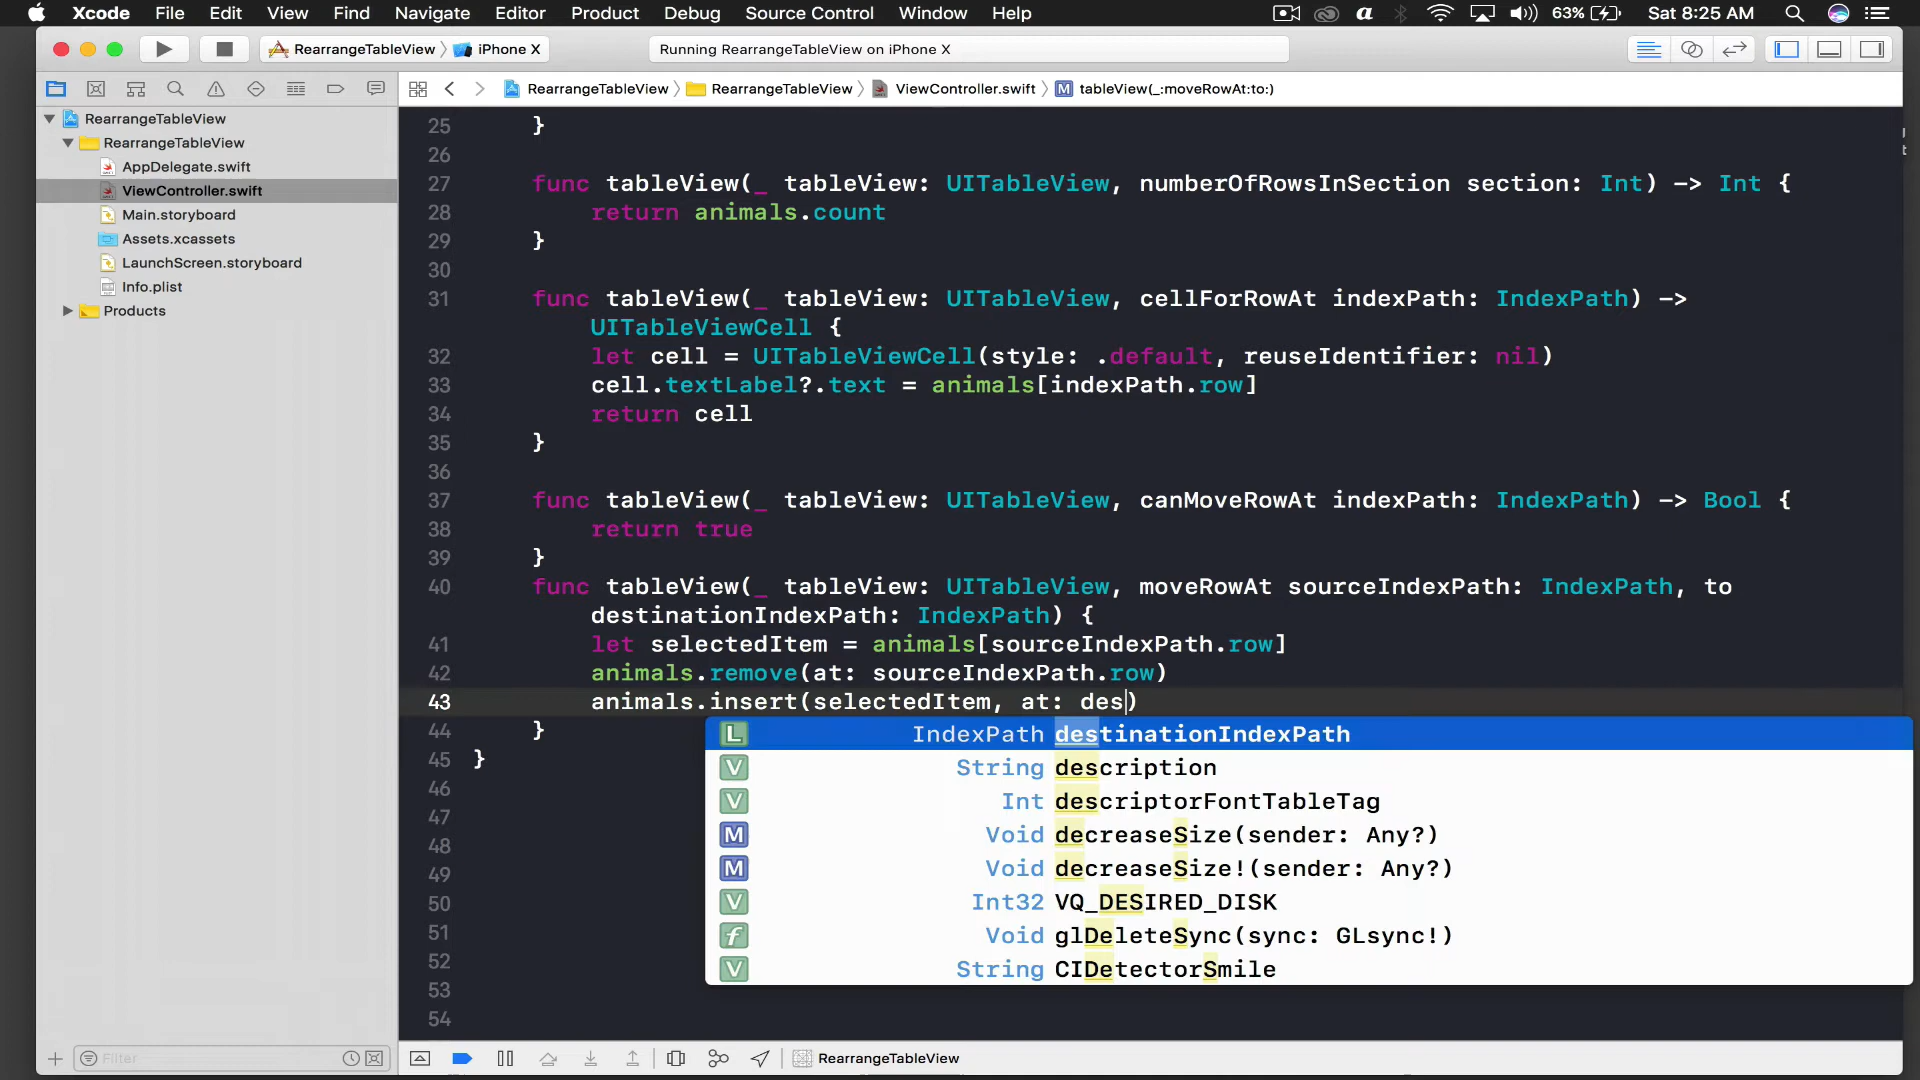 Xcode File Edit View Find Navigate Editor Product Debug Source Control Window Help 63% Sat 8:25 AM
RearrangeTableView iPhone X Running RearrangeTableView on iPhone X
RearrangeTableView RearrangeTableView ViewController.swift M tableView(_:moveRowAt:to:)
RearrangeTableView
RearrangeTableView
AppDelegate.swift
ViewController.swift
Main.storyboard
Assets.xcassets
LaunchScreen.storyboard
Info.plist
Products
25 }
26
27 func tableView(_ tableView: UITableView, numberOfRowsInSection section: Int) -> Int {
28 return animals.count
29 }
30
31 func tableView(_ tableView: UITableView, cellForRowAt indexPath: IndexPath) ->
UITableViewCell {
32 let cell = UITableViewCell(style: .default, reuseIdentifier: nil)
33 cell.textLabel?.text = animals[indexPath.row]
34 return cell
35 }
36
37 func tableView(_ tableView: UITableView, canMoveRowAt indexPath: IndexPath) -> Bool {
38 return true
39 }
40 func tableView(_ tableView: UITableView, moveRowAt sourceIndexPath: IndexPath, to
destinationIndexPath: IndexPath) {
41 let selectedItem = animals[sourceIndexPath.row]
42 animals.remove(at: sourceIndexPath.row)
43 animals.insert(selectedItem, at: des)
44 }
45 }
46
47
48
49
50
51
52
53
54
L IndexPath destinationIndexPath
V String description
V Int descriptorFontTableTag
M Void decreaseSize(sender: Any?)
M Void decreaseSize!(sender: Any?)
V Int32 VQ_DESIRED_DISK
f Void glDeleteSync(sync: GLsync!)
V String CIDetectorSmile
Filter
RearrangeTableView